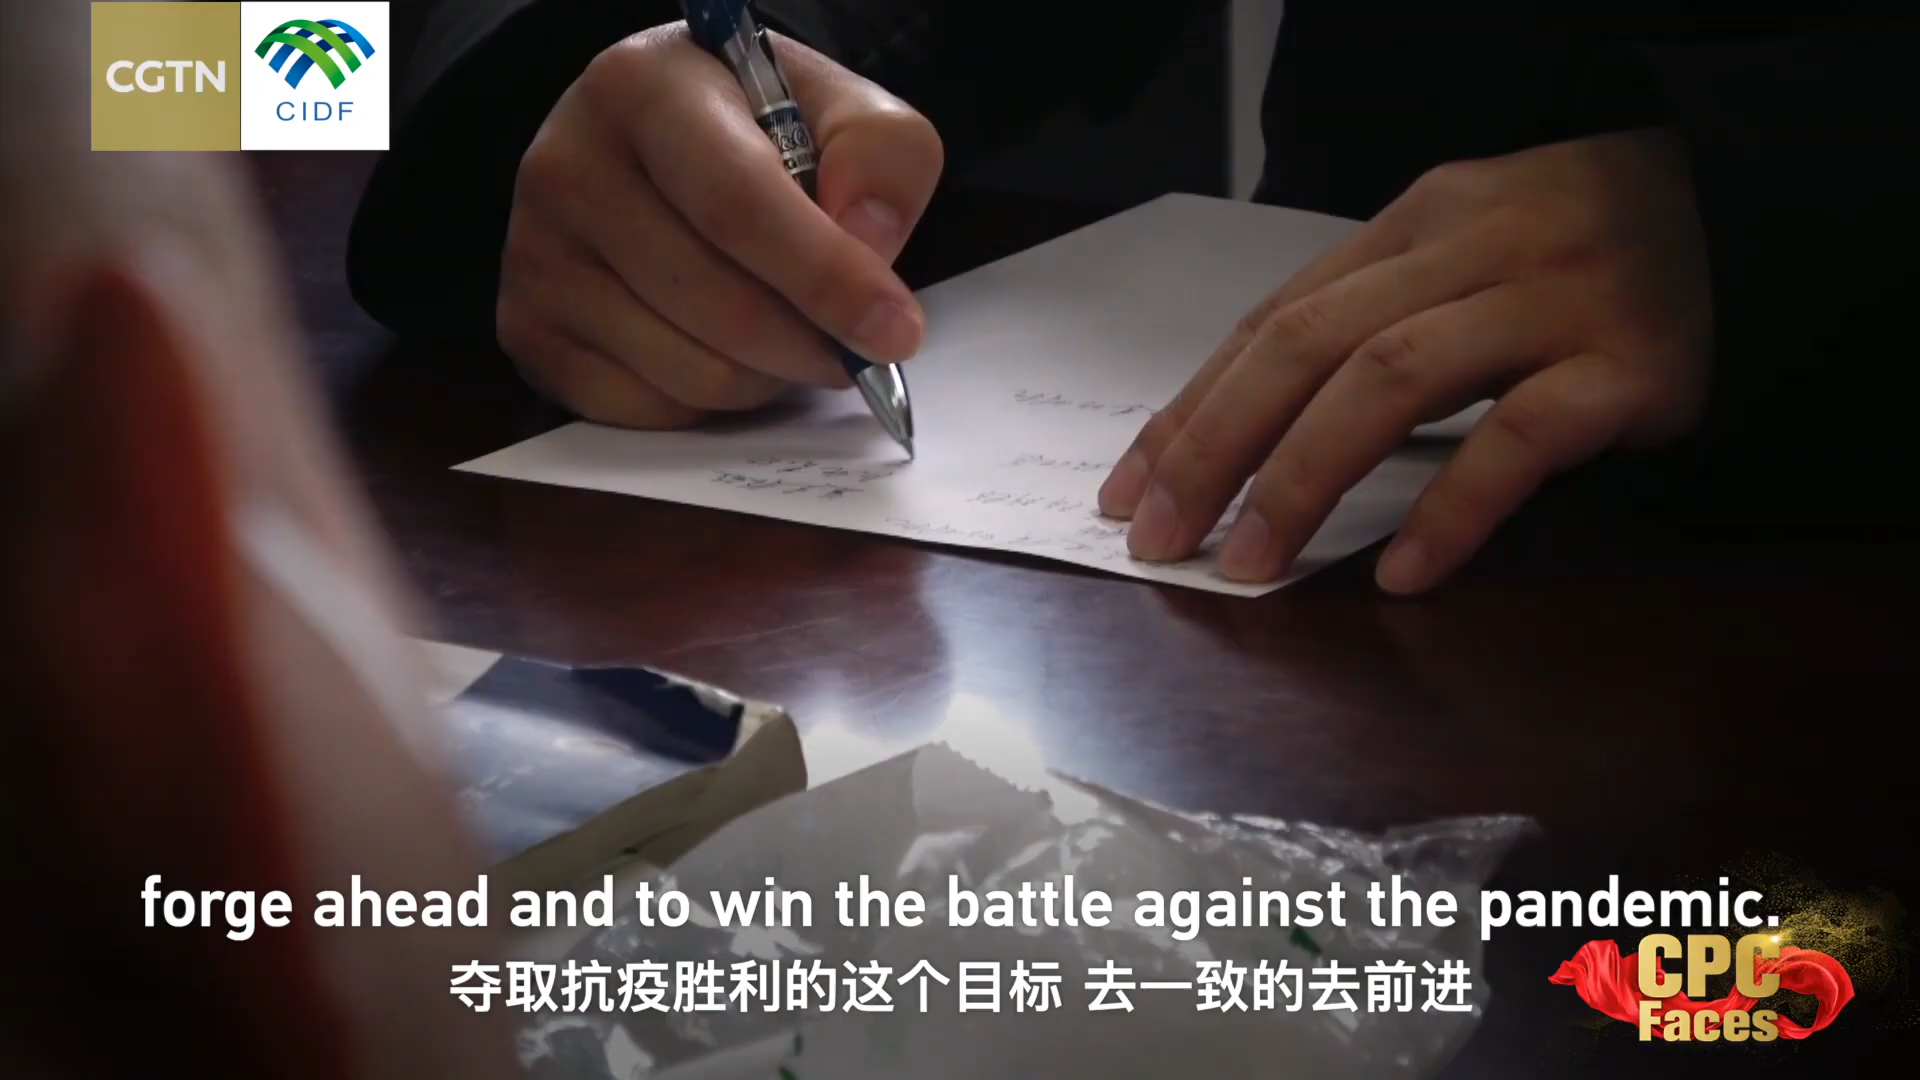 CGTN
CIDF
forge ahead and to win the battle against the pandemic.
夺取抗疫胜利的这个目标 去一致的去前进
CPC
Faces